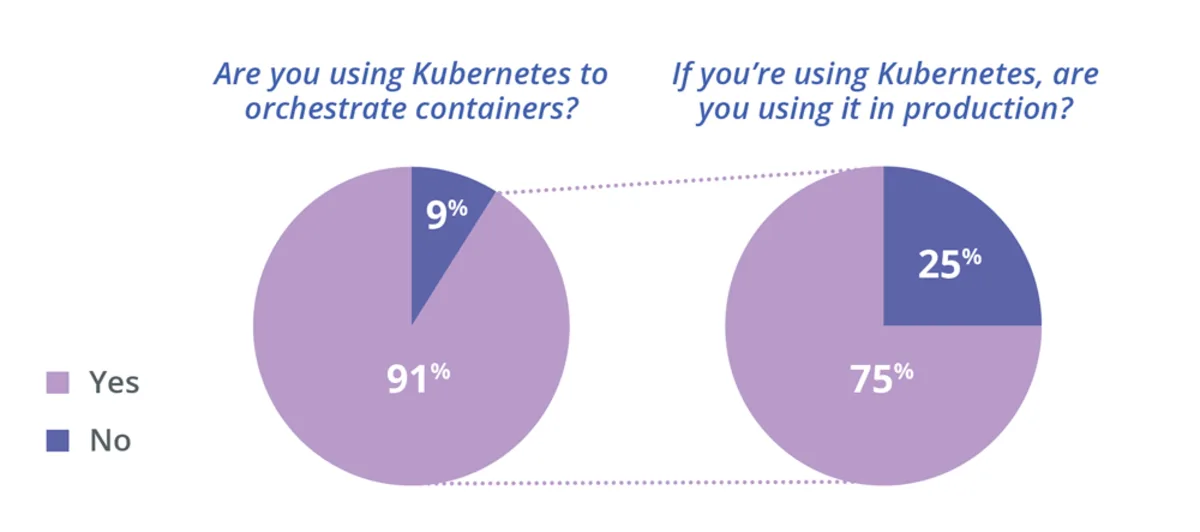 Are you using Kubernetes to
orchestrate containers?
If you’re using Kubernetes, are
you using it in production?
9%
91%
25%
75%
Yes
No